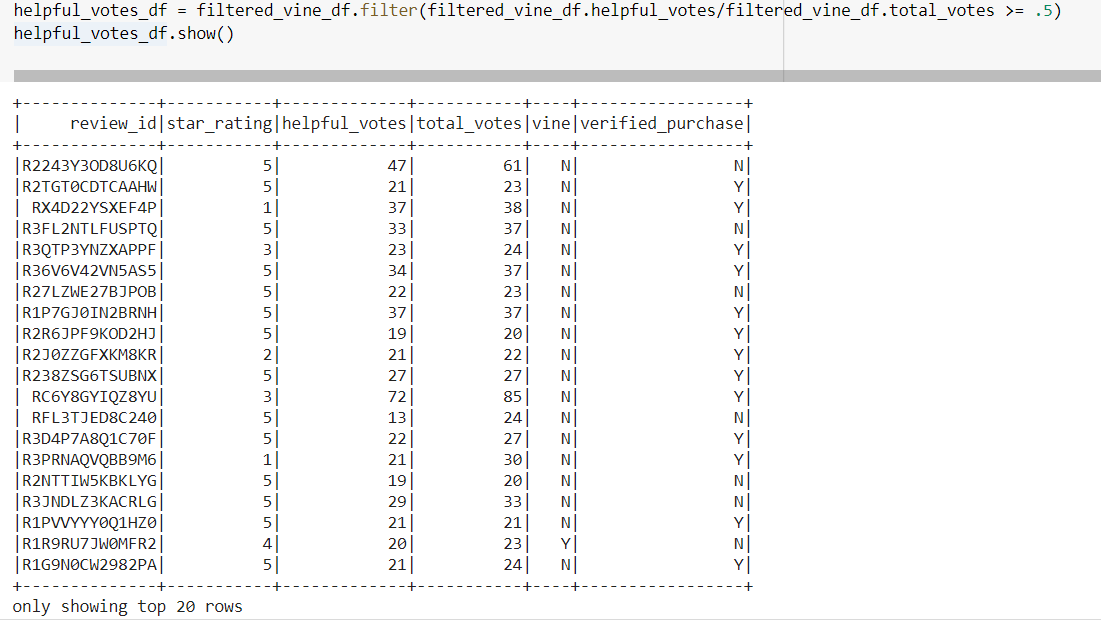 helpful_votes_df = filtered_vine_df.filter(filtered_vine_df.helpful_votes/filtered_vine_df.total_votes >= .5)
helpful_votes_df.show()
+--------------+-----------+-------------+-----------+----+-----------------+
|     review_id|star_rating|helpful_votes|total_votes|vine|verified_purchase|
+--------------+-----------+-------------+-----------+----+-----------------+
|R2243Y3OD8U6KQ|          5|           47|         61|   N|                N|
|R2TGT0CDTCAAHW|          5|           21|         23|   N|                Y|
| RX4D22YSXEF4P|          1|           37|         38|   N|                Y|
|R3FL2NTLFUSPTQ|          5|           33|         37|   N|                N|
|R3QTP3YNZXAPPF|          3|           23|         24|   N|                Y|
|R36V6V42VN5AS5|          5|           34|         37|   N|                Y|
|R27LZWE27BJPOB|          5|           22|         23|   N|                N|
|R1P7GJ0IN2BRNH|          5|           37|         37|   N|                Y|
|R2R6JPF9KOD2HJ|          5|           19|         20|   N|                Y|
|R2J0ZZGFXKM8KR|          2|           21|         22|   N|                Y|
|R238ZSG6TSUBNX|          5|           27|         27|   N|                Y|
| RC6Y8GYIQZ8YU|          3|           72|         85|   N|                Y|
| RFL3TJED8C240|          5|           13|         24|   N|                N|
|R3D4P7A8Q1C70F|          5|           22|         27|   N|                Y|
|R3PRNAQVQBB9M6|          1|           21|         30|   N|                Y|
|R2NTTIW5KBKLYG|          5|           19|         20|   N|                N|
|R3JNDLZ3KACRLG|          5|           29|         33|   N|                N|
|R1PVVYYY0Q1HZ0|          5|           21|         21|   N|                Y|
|R1R9RU7JW0MFR2|          4|           20|         23|   Y|                N|
|R1G9N0CW2982PA|          5|           21|         24|   N|                Y|
+--------------+-----------+-------------+-----------+----+-----------------+
only showing top 20 rows